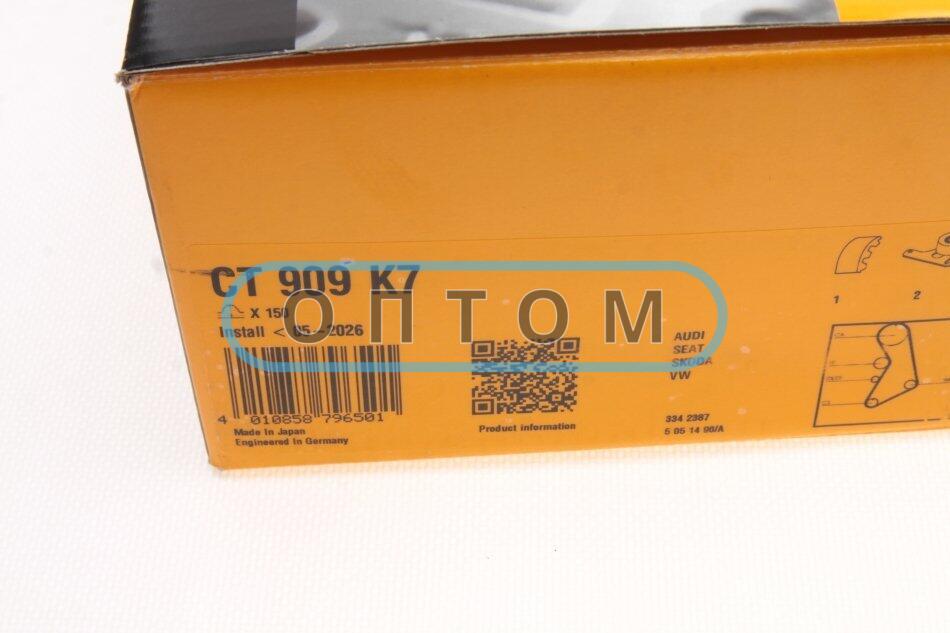 CT 909 K7
ОПТОМ
X 150
Install < 05-2026
4 010858 796501
Made in Japan
Engineered in Germany
Product information
AUDI
SEAT
SKODA
VW
334 2387
5 05 14 90/A
1
2